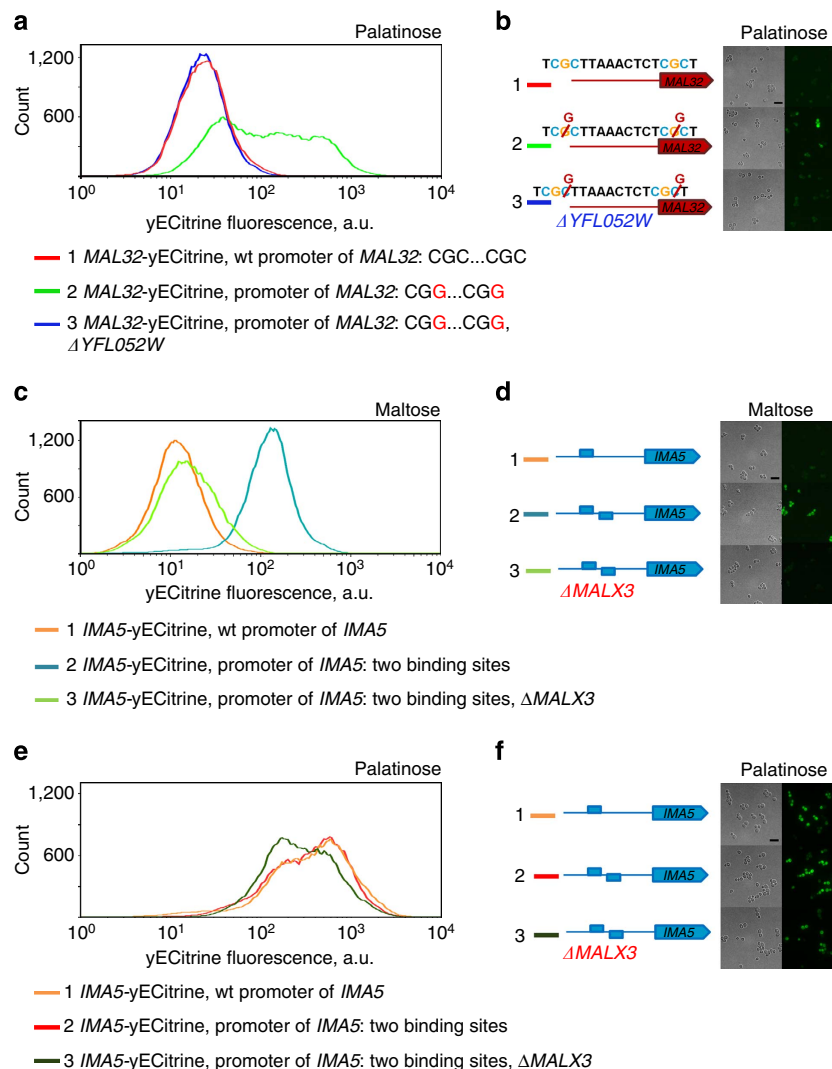 a
Palatinose
1,200
600
Count
10⁰ 10¹ 10² 10³ 10⁴
yECitrine fluorescence, a.u.
1 MAL32-yECitrine, wt promoter of MAL32: CGC...CGC
2 MAL32-yECitrine, promoter of MAL32: CGG...CGG
3 MAL32-yECitrine, promoter of MAL32: CGG...CGG,
ΔYFL052W
b
Palatinose
TCGCTTAAACTCTCGCT
1 MAL32
G G
TCGCTTAAACTCTCGCT
2 MAL32
G G
TCGCTTAAACTCTCGCT
3 MAL32
ΔYFL052W
c
Maltose
1,200
600
Count
10⁰ 10¹ 10² 10³ 10⁴
yECitrine fluorescence, a.u.
1 IMA5-yECitrine, wt promoter of IMA5
2 IMA5-yECitrine, promoter of IMA5: two binding sites
3 IMA5-yECitrine, promoter of IMA5: two binding sites, ΔMALX3
d
Maltose
1 IMA5
2 IMA5
3 IMA5
ΔMALX3
e
Palatinose
1,200
600
Count
10⁰ 10¹ 10² 10³ 10⁴
yECitrine fluorescence, a.u.
1 IMA5-yECitrine, wt promoter of IMA5
2 IMA5-yECitrine, promoter of IMA5: two binding sites
3 IMA5-yECitrine, promoter of IMA5: two binding sites, ΔMALX3
f
Palatinose
1 IMA5
2 IMA5
3 IMA5
ΔMALX3